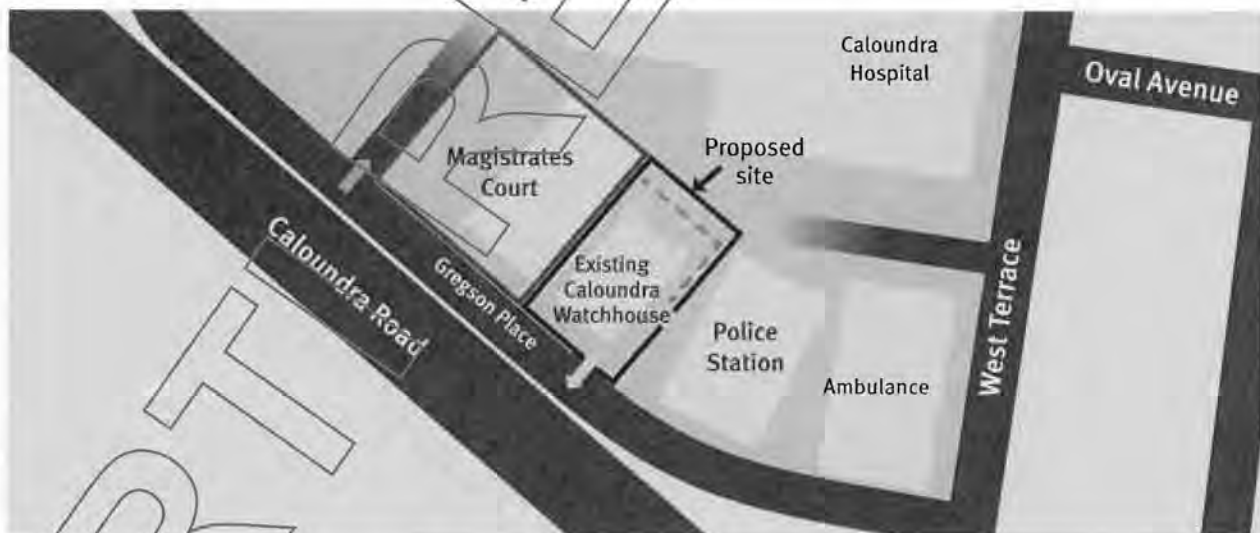 Caloundra
Hospital
Oval Avenue
Magistrates
Court
Proposed
site
Caloundra Road
Gregson Place
Existing
Caloundra
Watchhouse
West Terrace
Police
Station
Ambulance